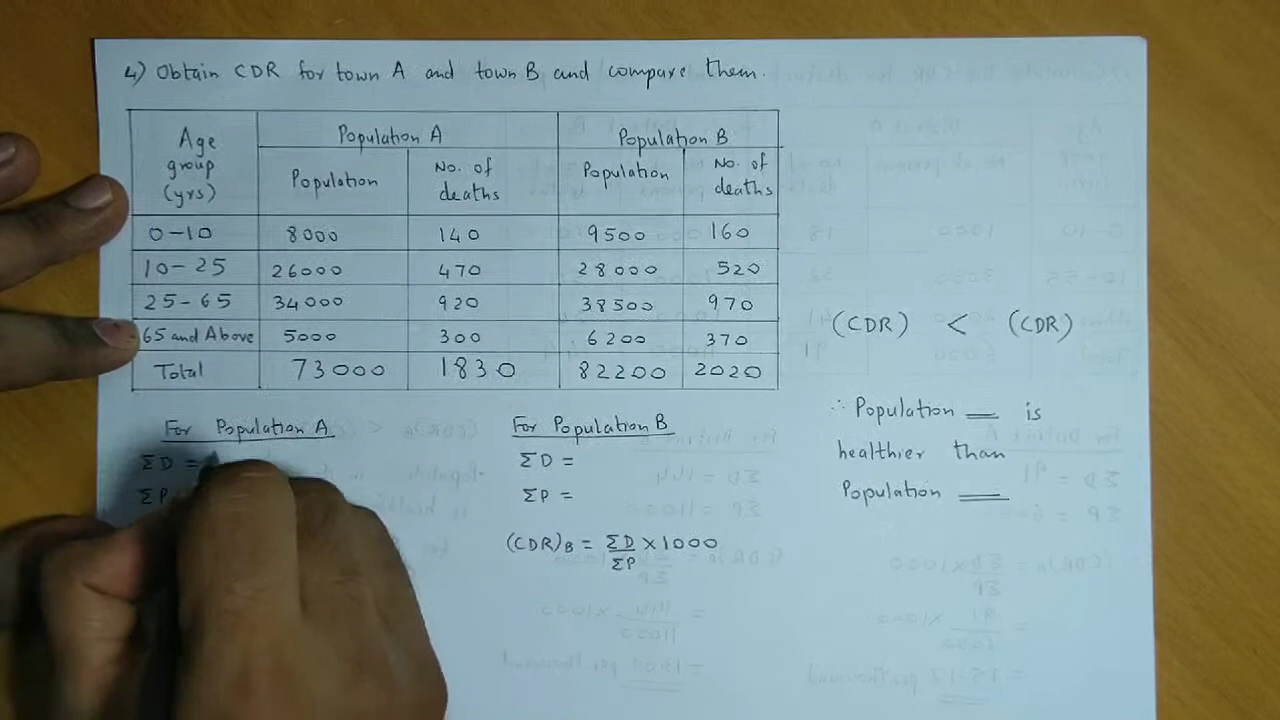 4) Obtain CDR for town A and town B and compare them.
Age group (yrs) Population A Population B
Population No. of deaths Population No. of deaths
0-10 8000 140 9500 160
10-25 26000 470 28000 520
25-65 34000 920 38500 970
65 and Above 5000 300 6200 370
Total 73000 1830 82200 2020
For Population A
ΣD =
ΣP
For Population B
ΣD =
ΣP =
(CDR)B = ΣD/ΣP × 1000
(CDR) < (CDR)
∴ Population __ is
healthier than
Population __